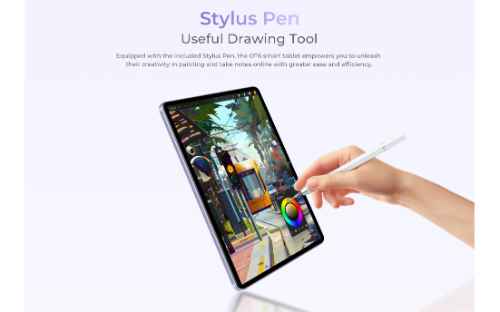 Stylus Pen
Useful Drawing Tool
Equipped with the included Stylus Pen, the OT6 smart tablet empowers you to unleash
their creativity in painting and take notes online with greater ease and efficiency.